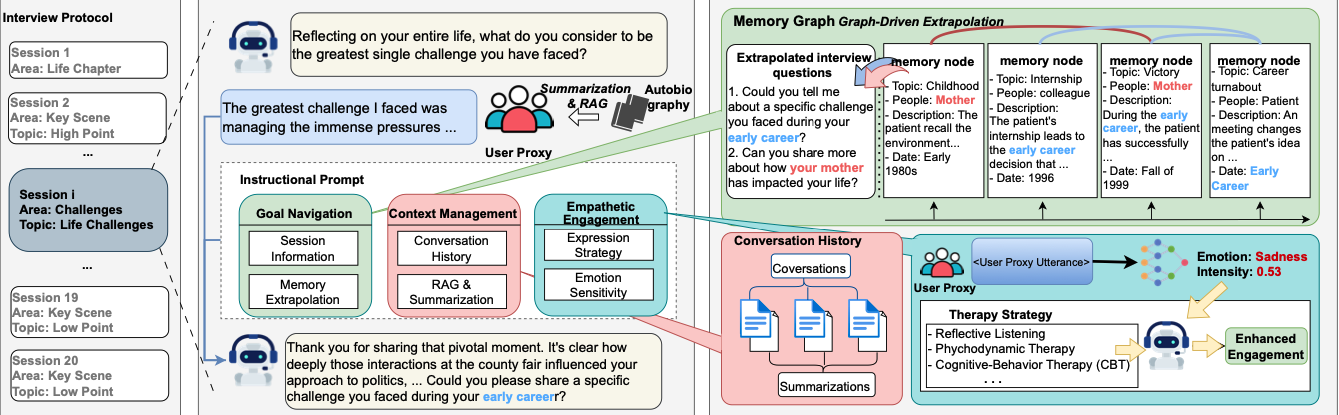 Interview Protocol
Session 1
Area: Life Chapter
Session 2
Area: Key Scene
Topic: High Point
...
Session i
Area: Challenges
Topic: Life Challenges
...
Session 19
Area: Key Scene
Topic: Low Point
Session 20
Area: Key Scene
Topic: Low Point
Reflecting on your entire life, what do you consider to be
the greatest single challenge you have faced?
The greatest challenge I faced was
managing the immense pressures ...
User Proxy
Summarization
& RAG
Autobio
graphy
Instructional Prompt
Goal Navigation
Session
Information
Memory
Extrapolation
Context Management
Conversation
History
RAG &
Summarization
Empathetic
Engagement
Expression
Strategy
Emotion
Sensitivity
Thank you for sharing that pivotal moment. It's clear how
deeply those interactions at the county fair influenced your
approach to politics, ... Could you please share a specific
challenge you faced during your early careerr?
Memory Graph Graph-Driven Extrapolation
Extrapolated interview
questions
1. Could you tell me
about a specific challenge
you faced during your
early career?
2. Can you share more
about how your mother
has impacted your life?
memory node
- Topic: Childhood
- People: Mother
- Description: The
patient recall the
environment...
- Date: Early
1980s
memory node
- Topic: Internship
- People: colleague
- Description:
The patient's
internship leads to
the early career
decision that ...
- Date: 1996
memory node
- Topic: Victory
- People: Mother
- Description:
During the early
career, the patient
has successfully
...
- Date: Fall of
1999
memory node
- Topic: Career
turnabout
- People: Patient
- Description: An
meeting changes
the patient's idea
on ...
- Date: Early
Career
Conversation History
Coversations
Summarizations
User Proxy
<User Proxy Utterance>
Emotion: Sadness
Intensity: 0.53
Therapy Strategy
- Reflective Listening
- Phychodynamic Therapy
- Cognitive-Behavior Therapy (CBT)
. . .
Enhanced
Engagement